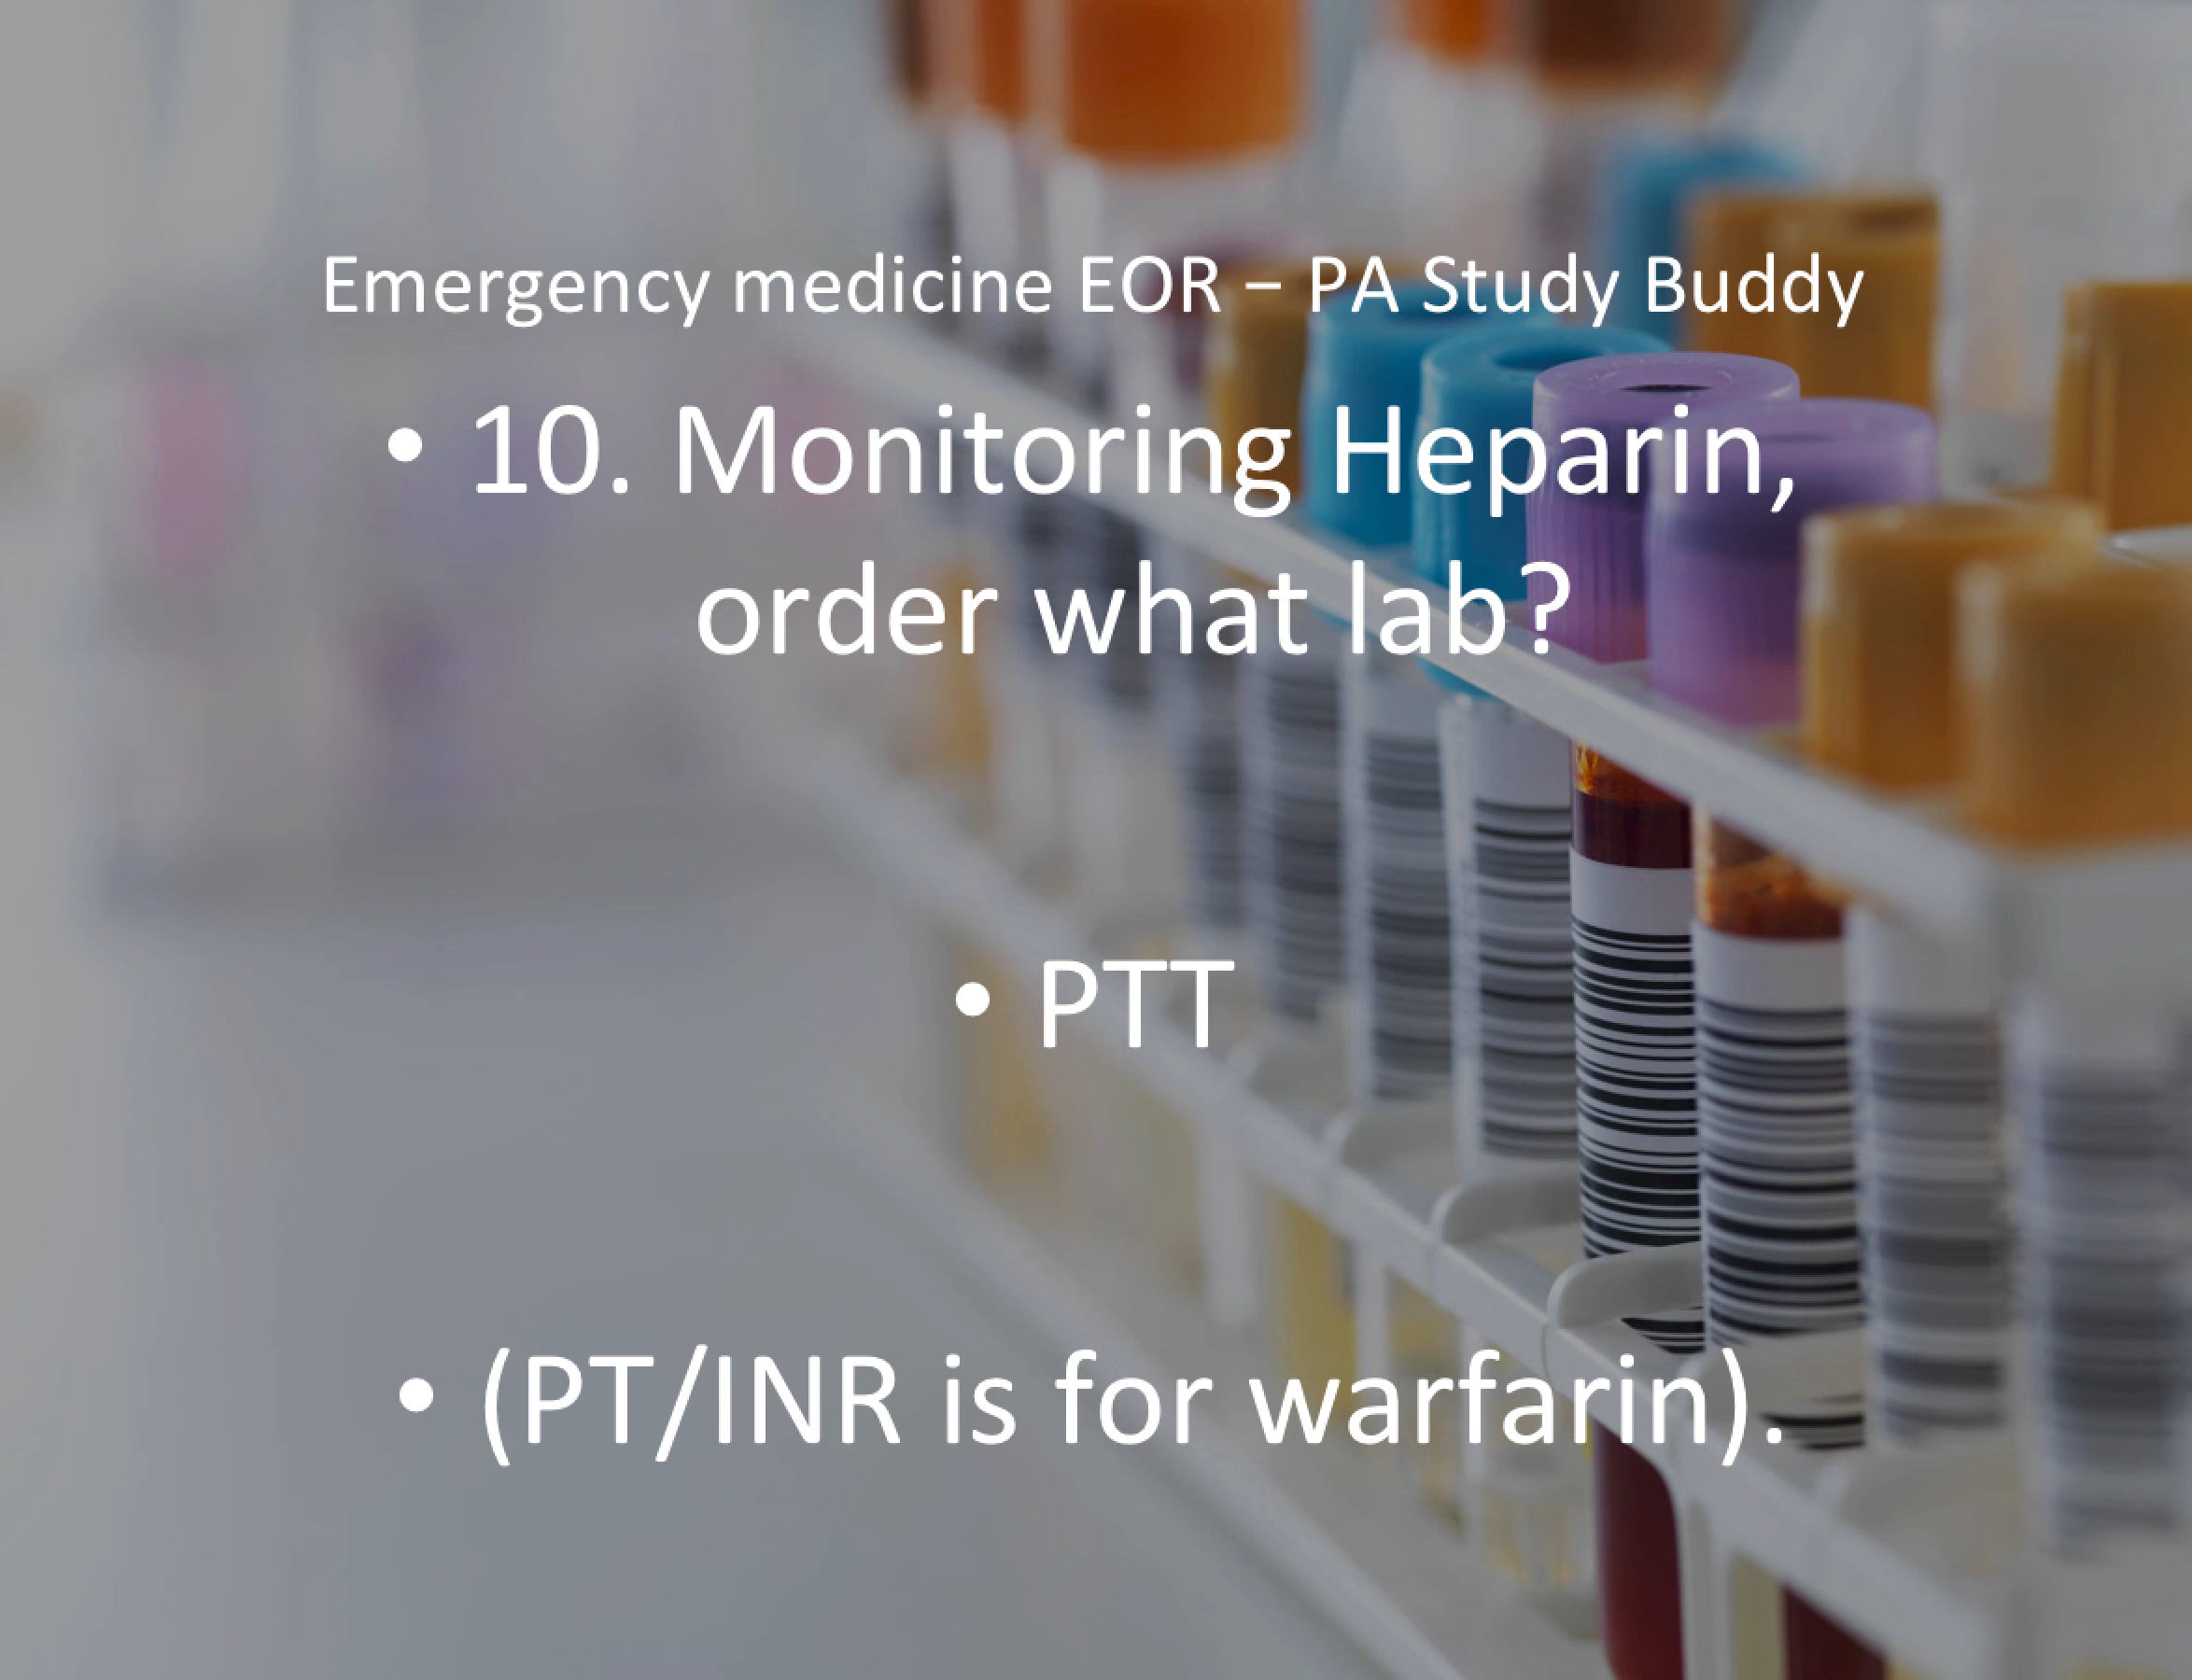 Emergency medicine EOR – PA Study Buddy
• 10. Monitoring Heparin,
order what lab?
• PTT
• (PT/INR is for warfarin).